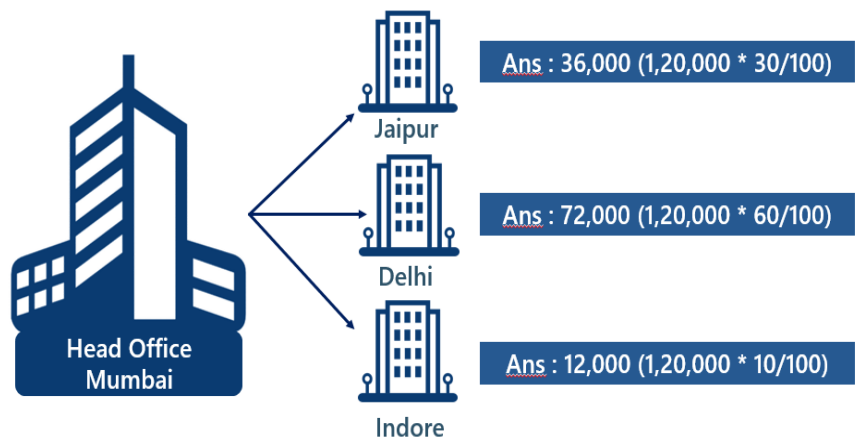 Ans : 36,000 (1,20,000 * 30/100)
Jaipur
Ans : 72,000 (1,20,000 * 60/100)
Delhi
Head Office
Mumbai
Ans : 12,000 (1,20,000 * 10/100)
Indore